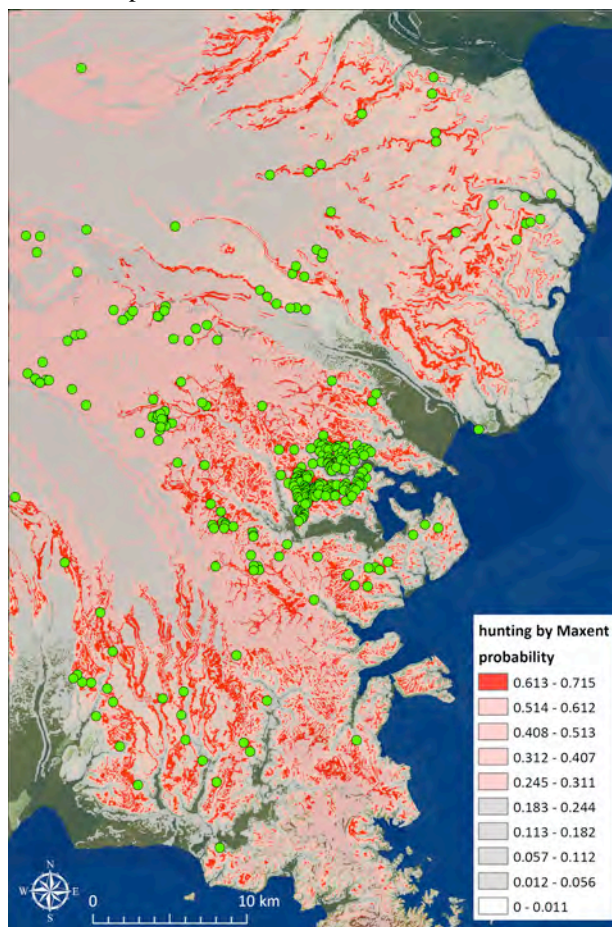 hunting by Maxent
probability
0.613 - 0.715
0.514 - 0.612
0.408 - 0.513
0.312 - 0.407
0.245 - 0.311
0.183 - 0.244
0.113 - 0.182
0.057 - 0.112
0.012 - 0.056
0 - 0.011
N
W E
S
0 10 km